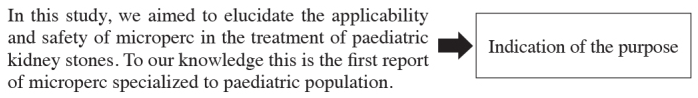 In this study, we aimed to elucidate the applicability
and safety of microperc in the treatment of paediatric
kidney stones. To our knowledge this is the first report
of microperc specialized to paediatric population.
Indication of the purpose